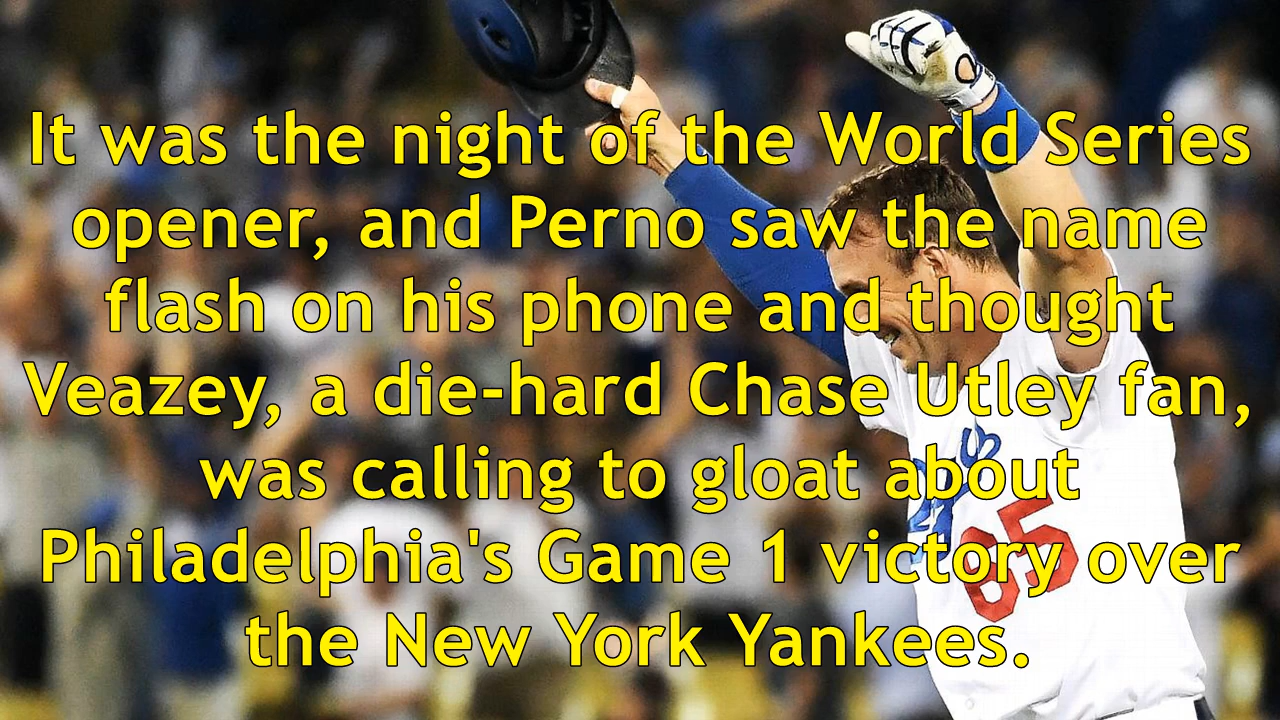 It was the night of the World Series
opener, and Perno saw the name
flash on his phone and thought
Veazey, a die-hard Chase Utley fan,
was calling to gloat about
Philadelphia's Game 1 victory over
the New York Yankees.